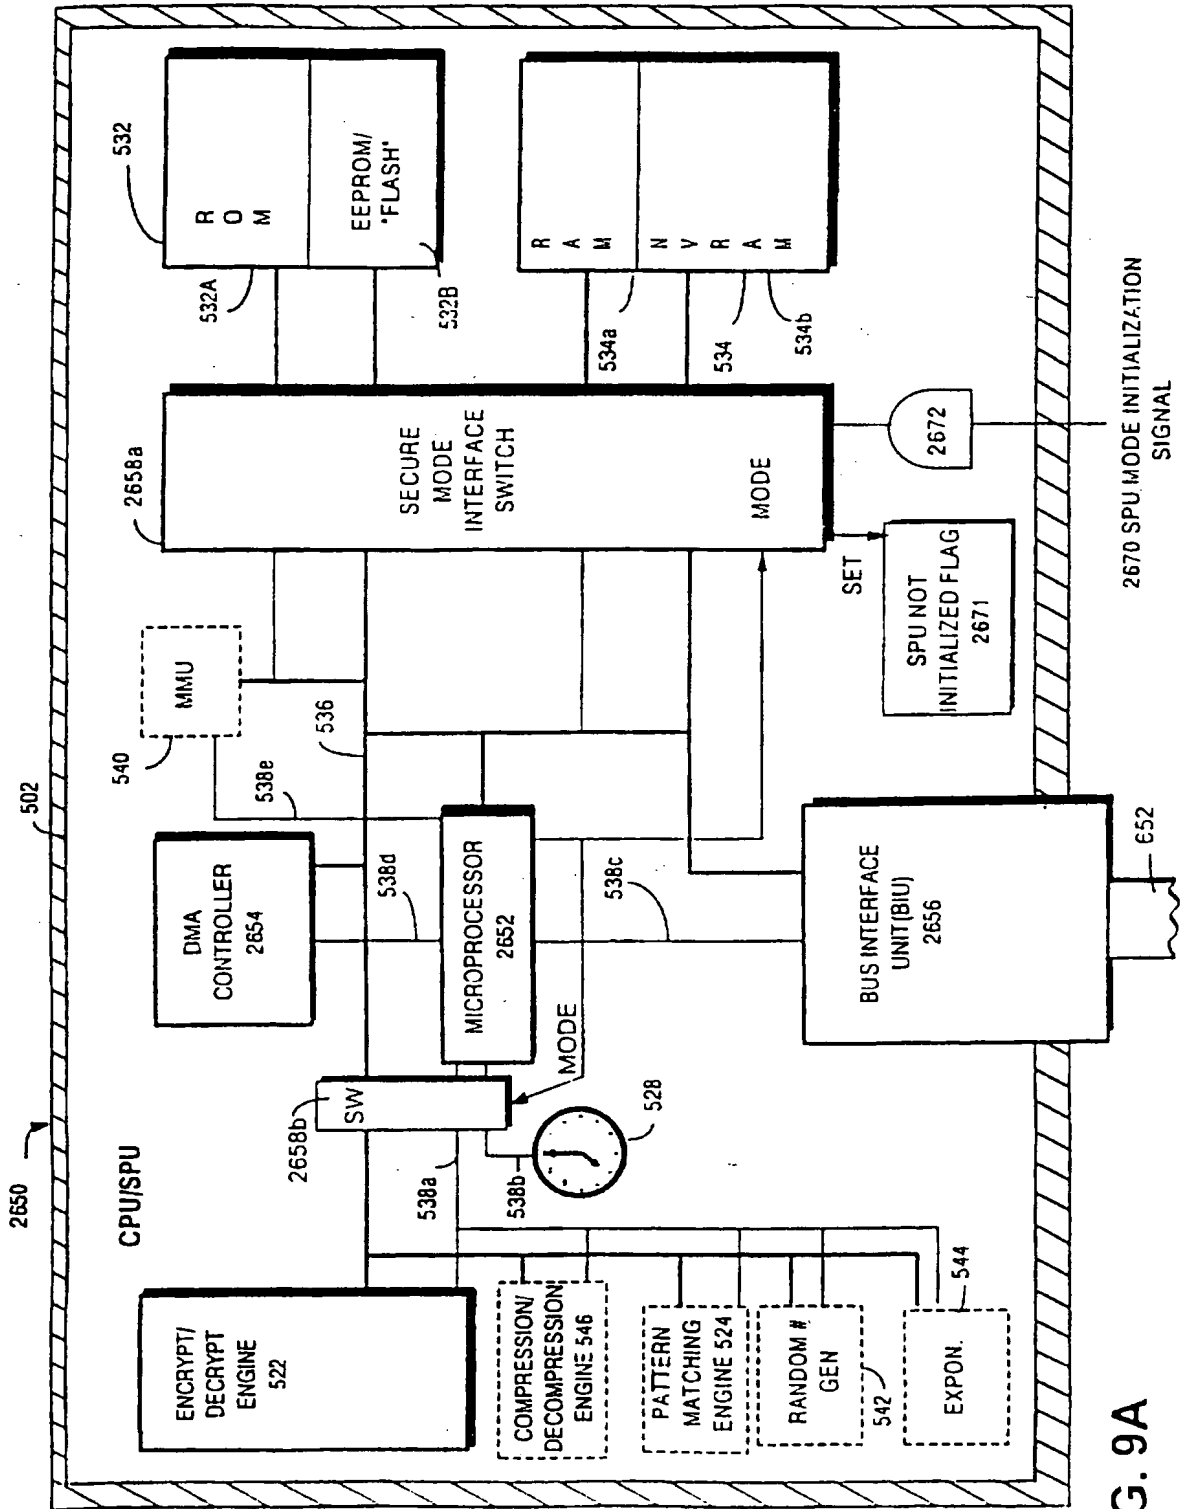 2650
502
CPU/SPU
ENCRYPT/
DECRYPT
ENGINE
522
2658b
SW
DMA
CONTROLLER
2654
540
MMU
2658a
532
R
O
M
532A
EEPROM/
"FLASH"
532B
538a
538b
528
MODE
MICROPROCESSOR
2652
538d
538e
536
538c
SECURE
MODE
INTERFACE
SWITCH
MODE
R
A
M
534a
N
V
R
A
M
534
534b
COMPRESSION/
DECOMPRESSION
ENGINE 546
PATTERN
MATCHING
ENGINE 524
RANDOM #
GEN
542
EXPON.
544
BUS INTERFACE
UNIT(BIU)
2656
652
SET
SPU NOT
INITIALIZED FLAG
2671
2672
2670 SPU MODE INITIALIZATION
SIGNAL
G. 9A